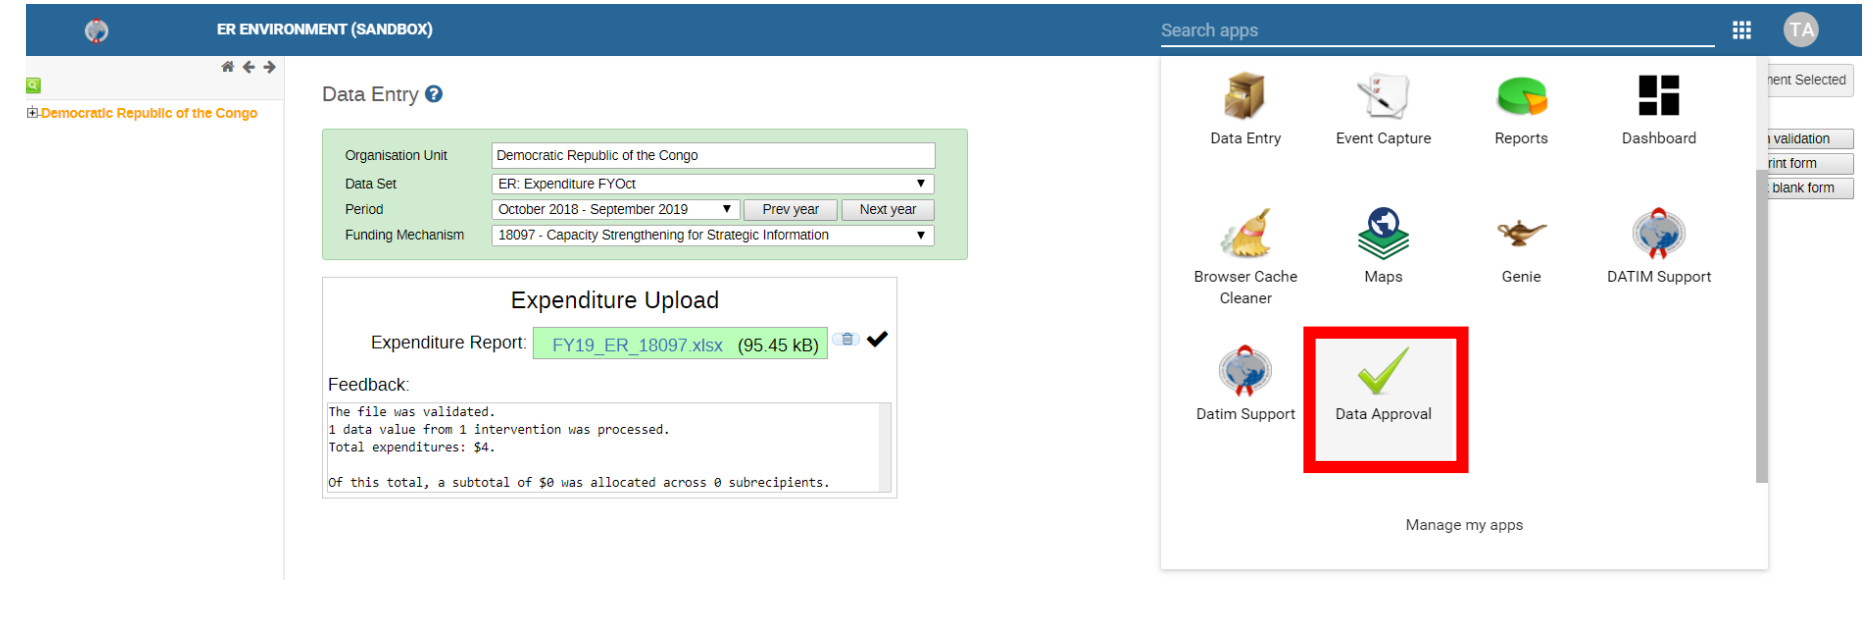 ER ENVIRONMENT (SANDBOX)
Search apps
TA
Democratic Republic of the Congo
Data Entry ?
Organisation Unit Democratic Republic of the Congo
Data Set ER: Expenditure FYOct
Period October 2018 - September 2019 Prev year Next year
Funding Mechanism 18097 - Capacity Strengthening for Strategic Information
Expenditure Upload
Expenditure Report: FY19_ER_18097.xlsx (95.45 kB)
Feedback:
The file was validated.
1 data value from 1 intervention was processed.
Total expenditures: $4.
Of this total, a subtotal of $0 was allocated across 0 subrecipients.
Data Entry Event Capture Reports Dashboard
Browser Cache Cleaner Maps Genie DATIM Support
Datim Support Data Approval
Manage my apps
Selected
validation
form
blank form